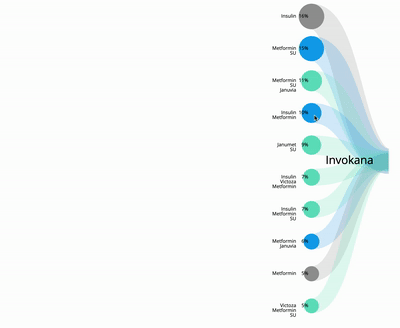 Insulin 16%
Metformin 15%
SU
Metformin 11%
SU
Januvia
Insulin 10%
Metformin
Janumet 9%
SU
Invokana
Insulin 7%
Victoza
Metformin
Insulin 7%
Metformin
SU
Metformin 6%
Januvia
Metformin 5%
Victoza 5%
Metformin
SU